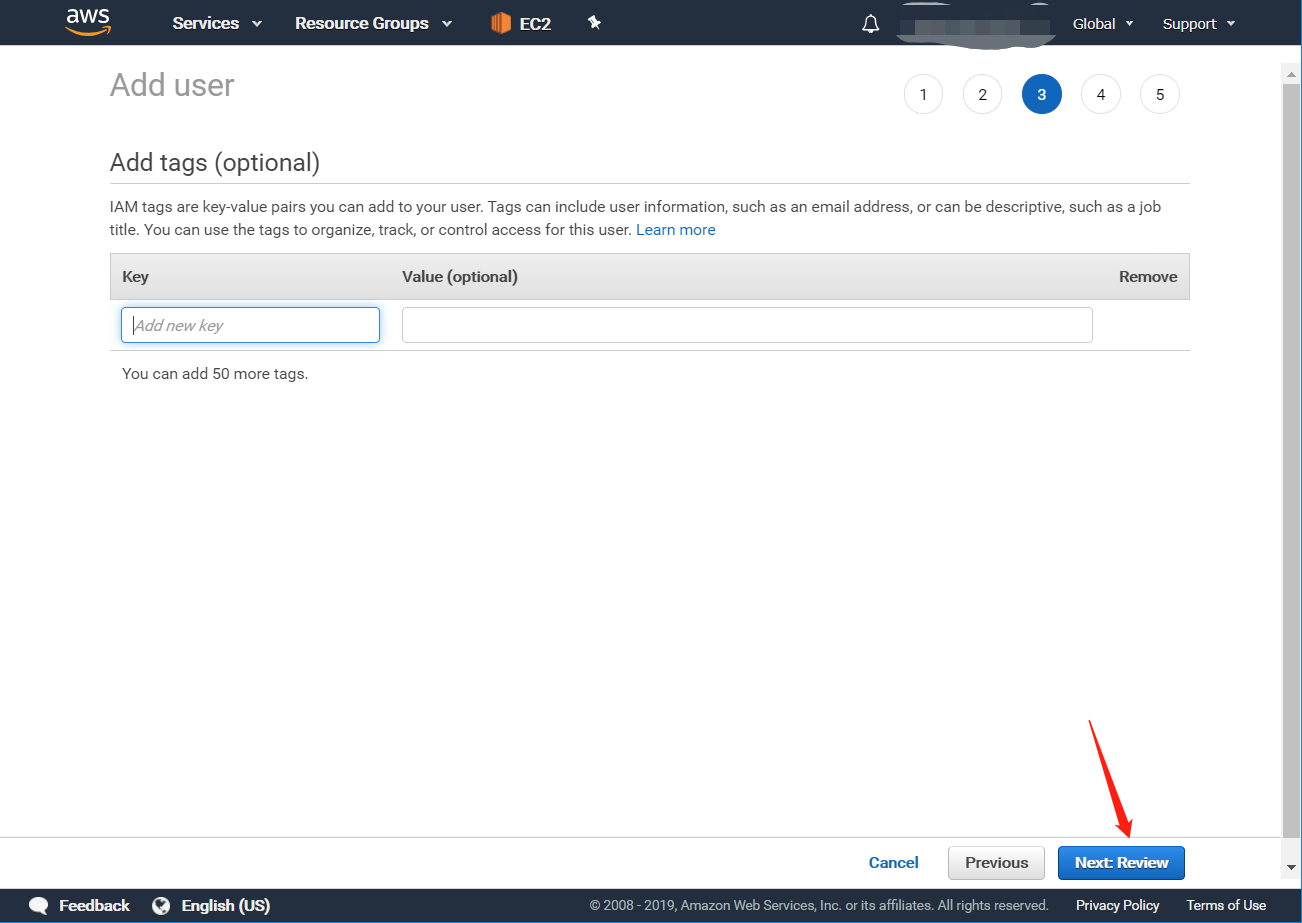 aws Services Resource Groups EC2 Global Support
Add user
1 2 3 4 5
Add tags (optional)
IAM tags are key-value pairs you can add to your user. Tags can include user information, such as an email address, or can be descriptive, such as a job
title. You can use the tags to organize, track, or control access for this user. Learn more
Key Value (optional) Remove
Add new key
You can add 50 more tags.
Cancel Previous Next: Review
Feedback English (US) © 2008 - 2019, Amazon Web Services, Inc. or its affiliates. All rights reserved. Privacy Policy Terms of Use